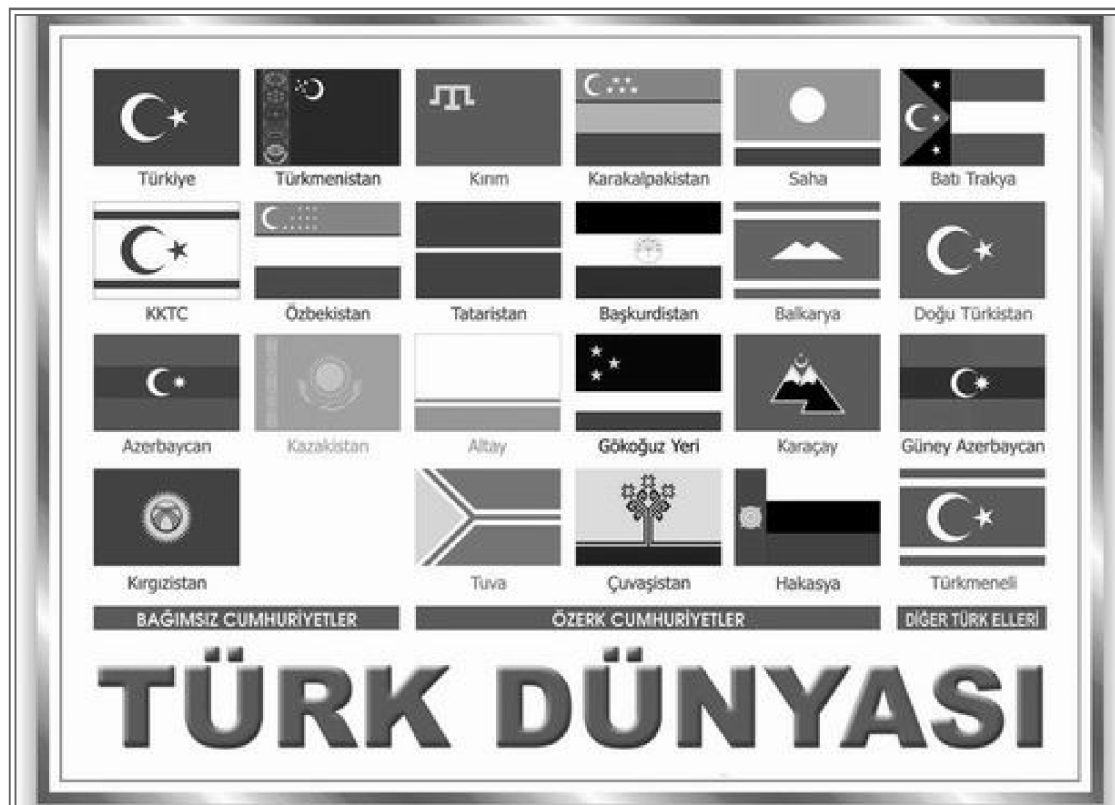 Türkiye Türkmenistan Kırım Karakalpakistan Saha Batı Trakya
KKTC Özbekistan Tataristan Başkurdistan Balkarya Doğu Türkistan
Azerbaycan Kazakistan Altay Gökoğuz Yeri Karaçay Güney Azerbaycan
Kırgızistan Tuva Çuvaşistan Hakasya Türkmeneli
BAĞIMSIZ CUMHURİYETLER ÖZERK CUMHURİYETLER DİĞER TÜRK ELLERİ
TÜRK DÜNYASI